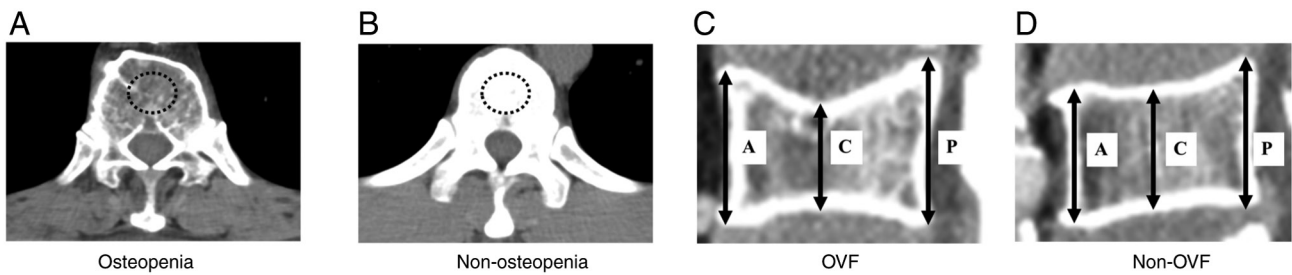 A
B
C
D
A
C
P
A
C
P
Osteopenia
Non-osteopenia
OVF
Non-OVF